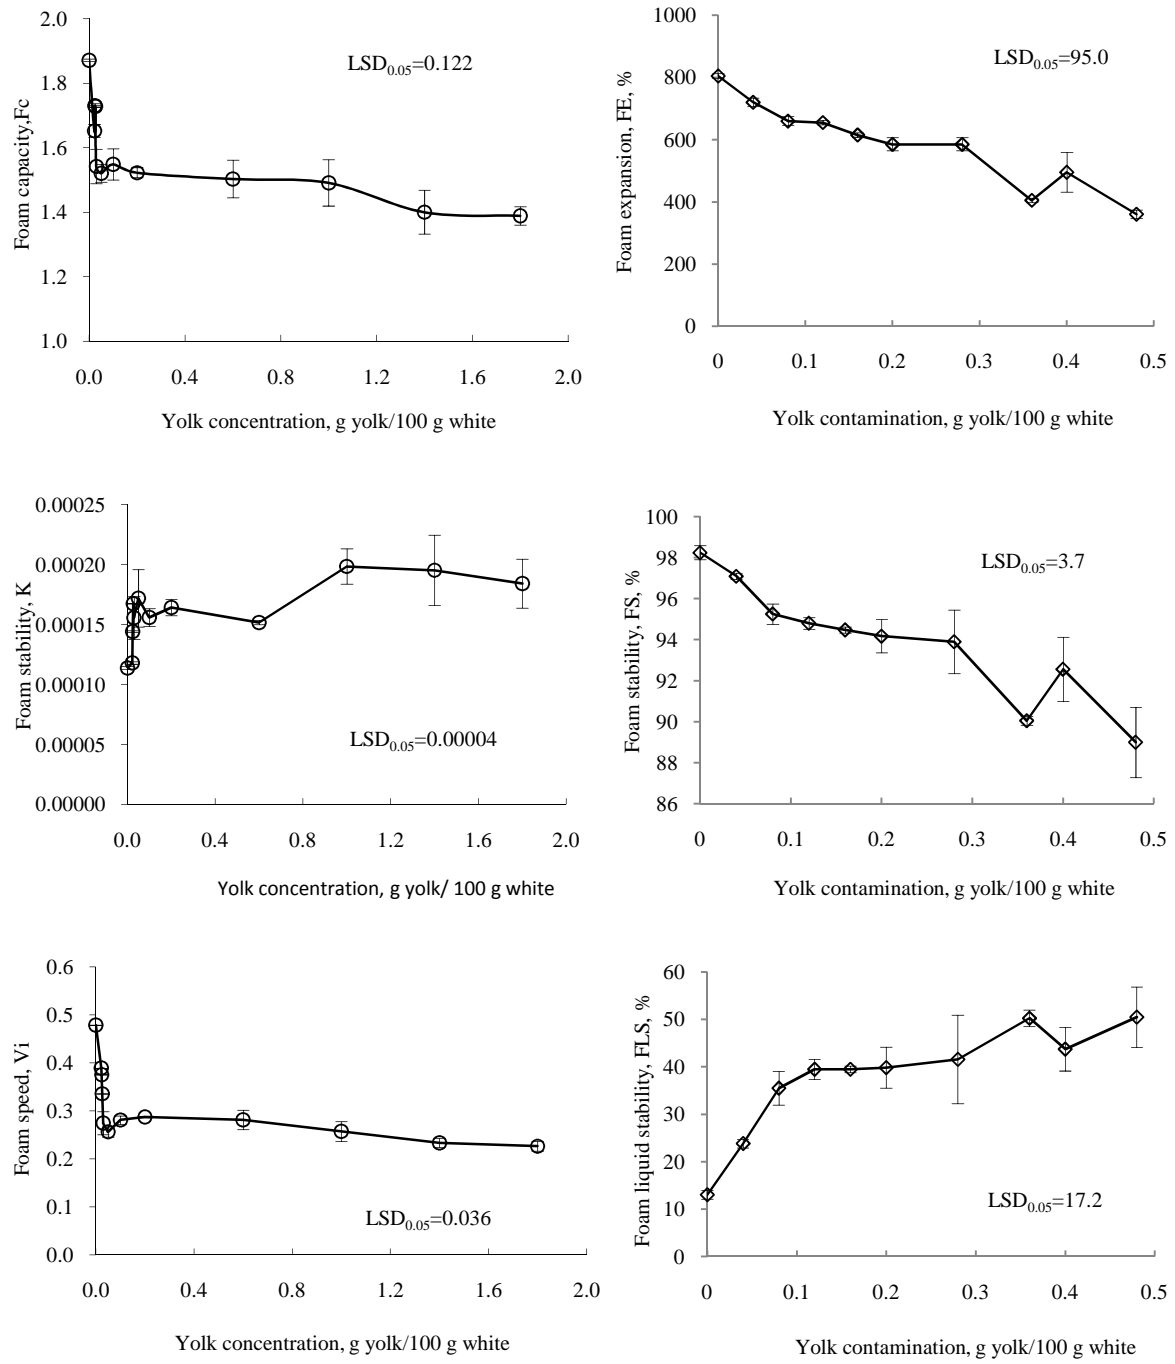 Foam capacity,Fc
2.0
1.8
1.6
1.4
1.2
1.0
LSD0.05=0.122
0.0 0.4 0.8 1.2 1.6 2.0
Yolk concentration, g yolk/100 g white
Foam expansion, FE, %
1000
800
600
400
200
0
LSD0.05=95.0
0 0.1 0.2 0.3 0.4 0.5
Yolk contamination, g yolk/100 g white
Foam stability, K
0.00025
0.00020
0.00015
0.00010
0.00005
0.00000
LSD0.05=0.00004
0.0 0.4 0.8 1.2 1.6 2.0
Yolk concentration, g yolk/ 100 g white
Foam stability, FS, %
100
98
96
94
92
90
88
86
LSD0.05=3.7
0 0.1 0.2 0.3 0.4 0.5
Yolk contamination, g yolk/100 g white
Foam speed, Vi
0.6
0.5
0.4
0.3
0.2
0.1
0.0
LSD0.05=0.036
0.0 0.4 0.8 1.2 1.6 2.0
Yolk concentration, g yolk/100 g white
Foam liquid stability, FLS, %
60
50
40
30
20
10
0
LSD0.05=17.2
0 0.1 0.2 0.3 0.4 0.5
Yolk contamination, g yolk/100 g white